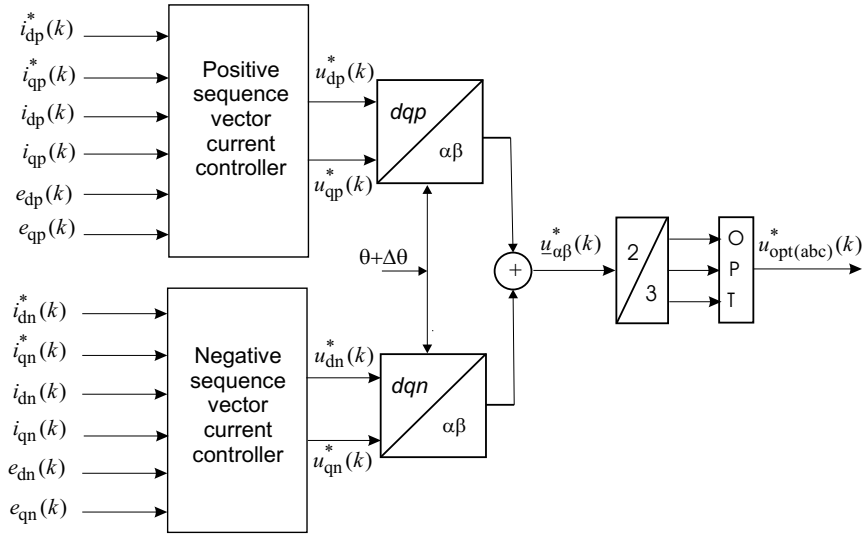 i*dp(k)
i*qp(k)
idp(k)
iqp(k)
edp(k)
eqp(k)
Positive
sequence
vector
current
controller
u*dp(k)
u*qp(k)
dqp
αβ
θ+Δθ
+
u*αβ(k)
2
3
O
P
T
u*opt(abc)(k)
i*dn(k)
i*qn(k)
idn(k)
iqn(k)
edn(k)
eqn(k)
Negative
sequence
vector
current
controller
u*dn(k)
u*qn(k)
dqn
αβ